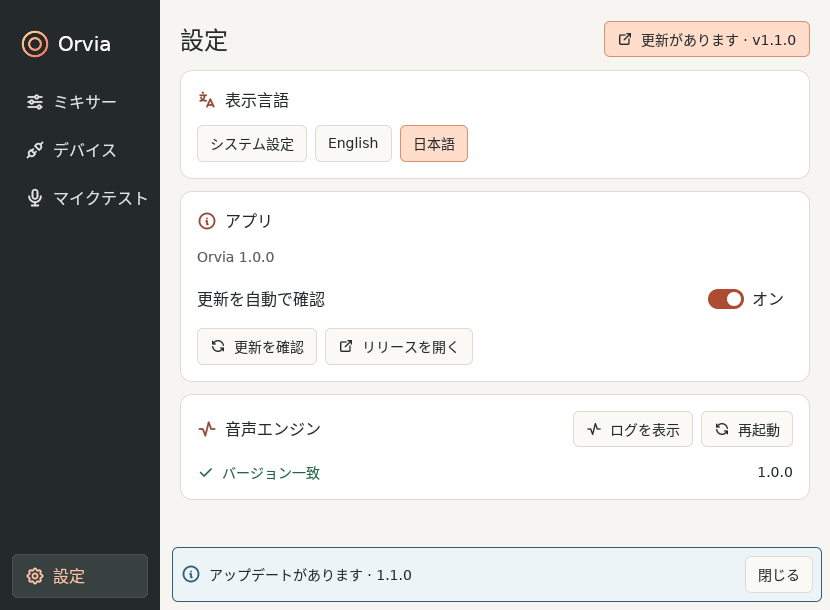 Orvia
ミキサー
デバイス
マイクテスト
設定
設定
更新があります · v1.1.0
表示言語
システム設定
English
日本語
アプリ
Orvia 1.0.0
更新を自動で確認
オン
更新を確認
リリースを開く
音声エンジン
ログを表示
再起動
バージョン一致
1.0.0
アップデートがあります · 1.1.0
閉じる